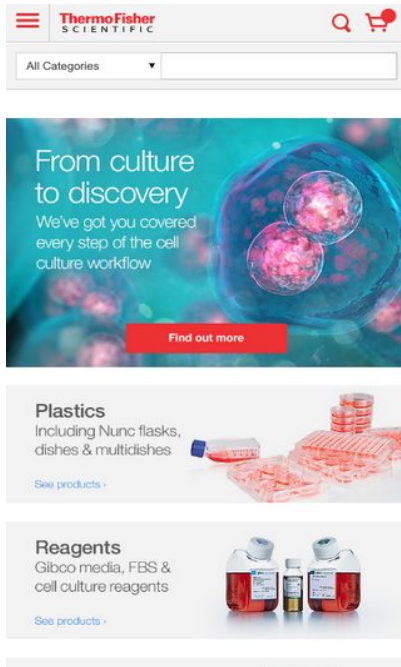 ThermoFisher
SCIENTIFIC
All Categories
From culture
to discovery
We've got you covered
every step of the cell
culture workflow
Find out more
Plastics
Including Nunc flasks,
dishes & multidishes
See products ›
Reagents
Gibco media, FBS &
cell culture reagents
See products ›